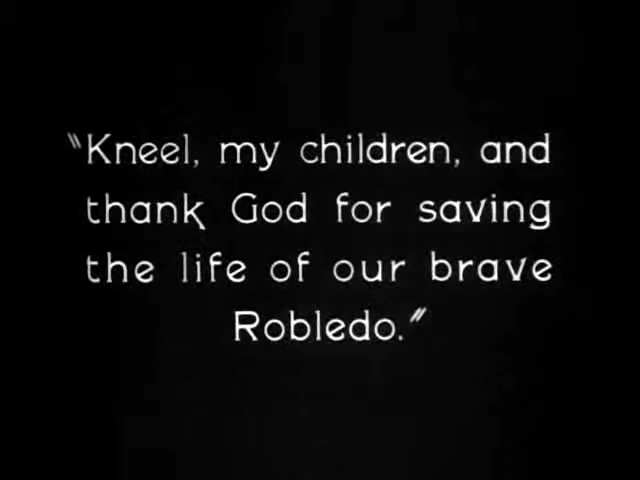 "Kneel, my children, and
thank God for saving
the life of our brave
Robledo."